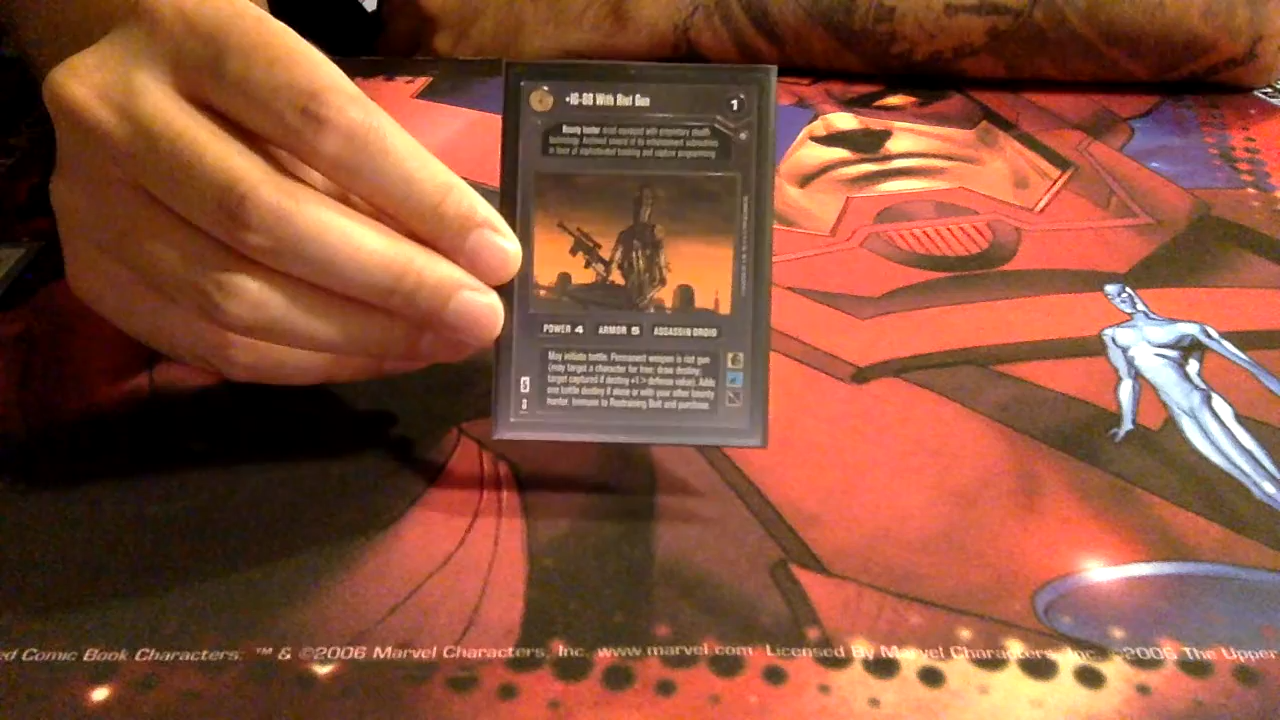 •IG-88 With Riot Gun
1
Bounty hunter droid equipped with proprietary stealth
technology. Archived several of its enhancement subroutines
in favor of sophisticated tracking and capture programming.
POWER 4 ARMOR 5 ASSASSIN DROID
May initiate battle. Permanent weapon is riot gun
(may target a character for free; draw destiny;
target captured if destiny +1 > defense value). Adds
one battle destiny if alone or with your other bounty
hunter. Immune to Restraining Bolt and purchase.
5
3
ed Comic Book Characters: ™ & ©2006 Marvel Characters, Inc. www.marvel.com Licensed By Marvel Characters, Inc. ©2006 The Upper